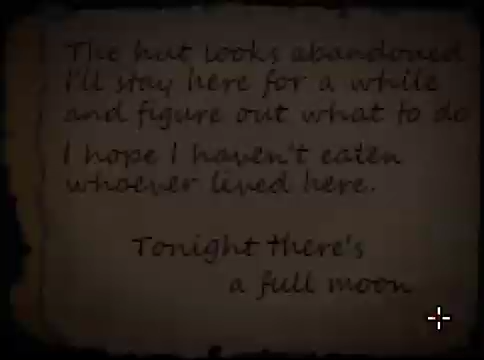 The hut looks abandoned
I'll stay here for a while
and figure out what to do
I hope I haven't eaten
whoever lived here.
Tonight there's
a full moon